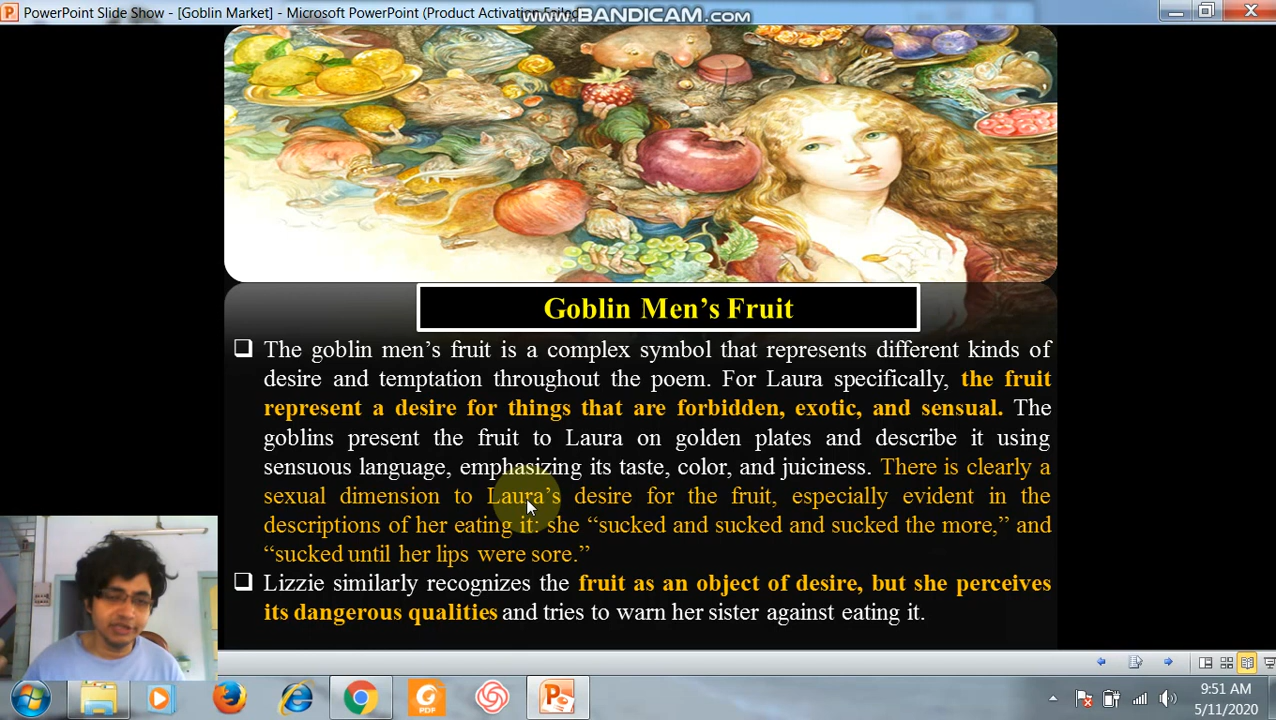 PowerPoint Slide Show - [Goblin Market] - Microsoft PowerPoint (Product Activation
www.BANDICAM.com
Goblin Men's Fruit
The goblin men's fruit is a complex symbol that represents different kinds of
desire and temptation throughout the poem. For Laura specifically, the fruit
represent a desire for things that are forbidden, exotic, and sensual. The
goblins present the fruit to Laura on golden plates and describe it using
sensuous language, emphasizing its taste, color, and juiciness. There is clearly a
sexual dimension to Laura's desire for the fruit, especially evident in the
descriptions of her eating it: she “sucked and sucked and sucked the more,” and
“sucked until her lips were sore.”
Lizzie similarly recognizes the fruit as an object of desire, but she perceives
its dangerous qualities and tries to warn her sister against eating it.
PDF
9:51 AM
5/11/2020